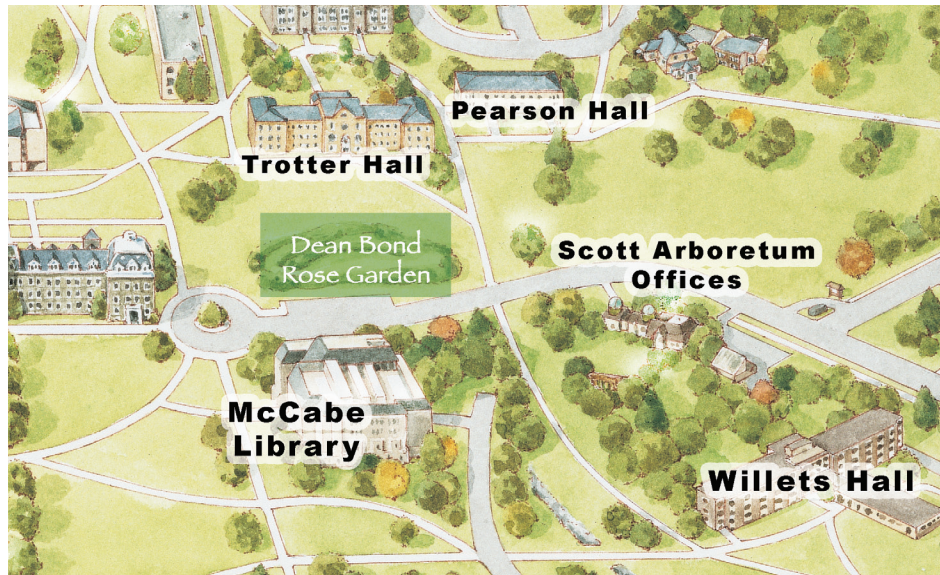 Pearson Hall
Trotter Hall
Dean Bond
Rose Garden
Scott Arboretum
Offices
McCabe
Library
Willets Hall